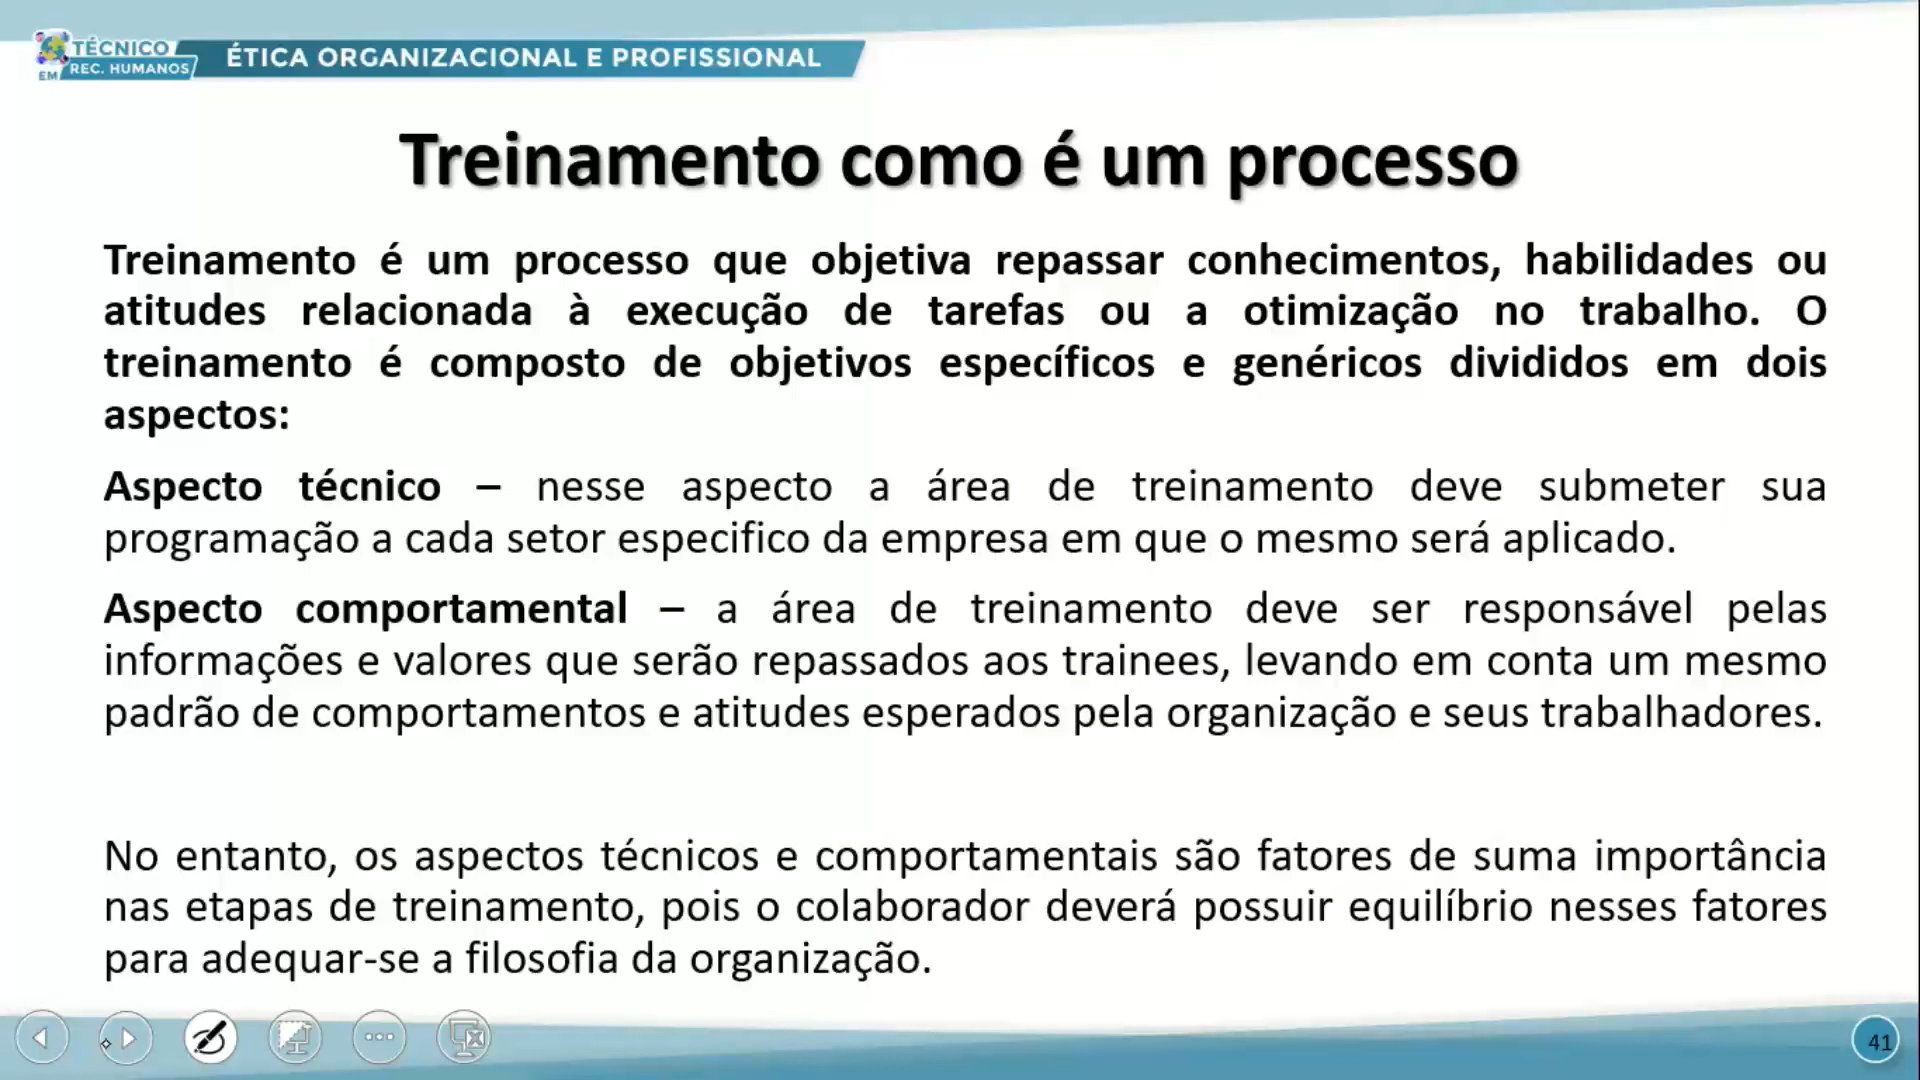 TÉCNICO
EM REC. HUMANOS
ÉTICA ORGANIZACIONAL E PROFISSIONAL
Treinamento como é um processo
Treinamento é um processo que objetiva repassar conhecimentos, habilidades ou
atitudes relacionada à execução de tarefas ou a otimização no trabalho. O
treinamento é composto de objetivos específicos e genéricos divididos em dois
aspectos:
Aspecto técnico – nesse aspecto a área de treinamento deve submeter sua
programação a cada setor especifico da empresa em que o mesmo será aplicado.
Aspecto comportamental – a área de treinamento deve ser responsável pelas
informações e valores que serão repassados aos trainees, levando em conta um mesmo
padrão de comportamentos e atitudes esperados pela organização e seus trabalhadores.
No entanto, os aspectos técnicos e comportamentais são fatores de suma importância
nas etapas de treinamento, pois o colaborador deverá possuir equilíbrio nesses fatores
para adequar-se a filosofia da organização.
41